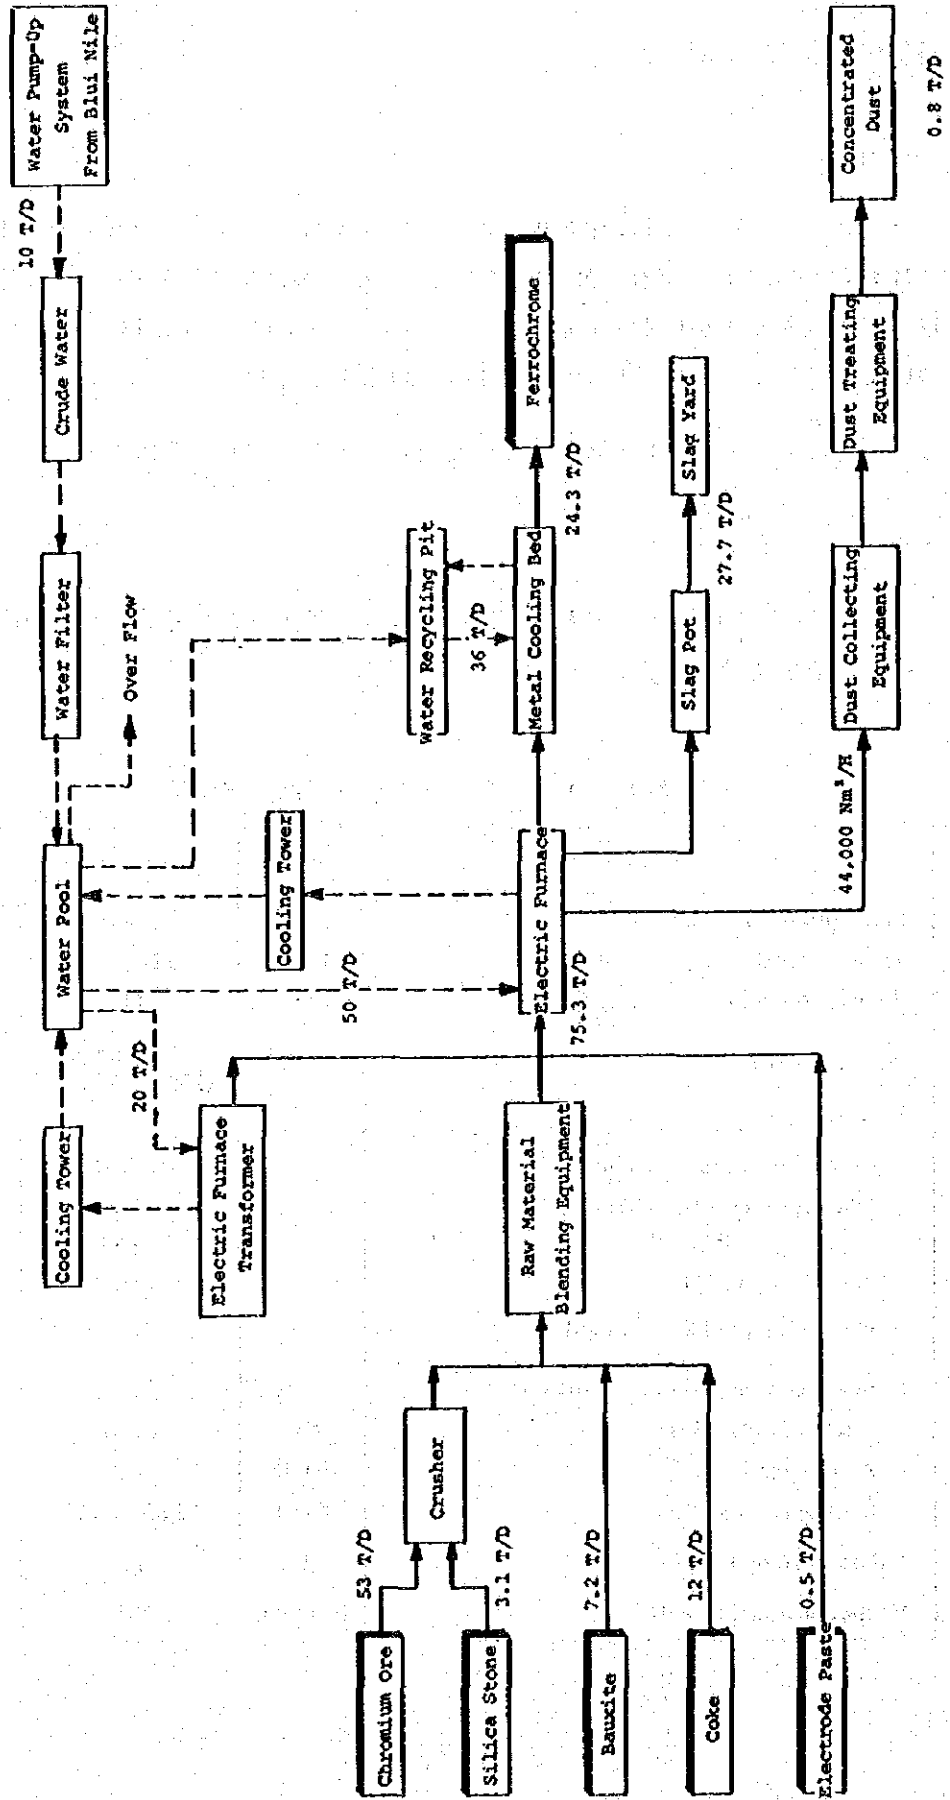 Water Pump-Up
System
From Blui Nile
10 T/D
Crude Water
Water Filter
Over Flow
Water Pool
Cooling Tower
20 T/D
Electric Furnace
Transformer
Cooling Tower
50 T/D
Water Recycling Pit
36 T/D
Metal Cooling Bed
24.3 T/D
Ferrochrome
Electric Furnace
75.3 T/D
Slag Pot
27.7 T/D
Slag Yard
44,000 Nm³/H
Dust Collecting
Equipment
Dust Treating
Equipment
Concentrated
Dust
0.8 T/D
Raw Material
Blending Equipment
Crusher
Chromium Ore
53 T/D
Silica Stone
3.1 T/D
Bauxite
7.2 T/D
Coke
12 T/D
Electrode Paste
0.5 T/D